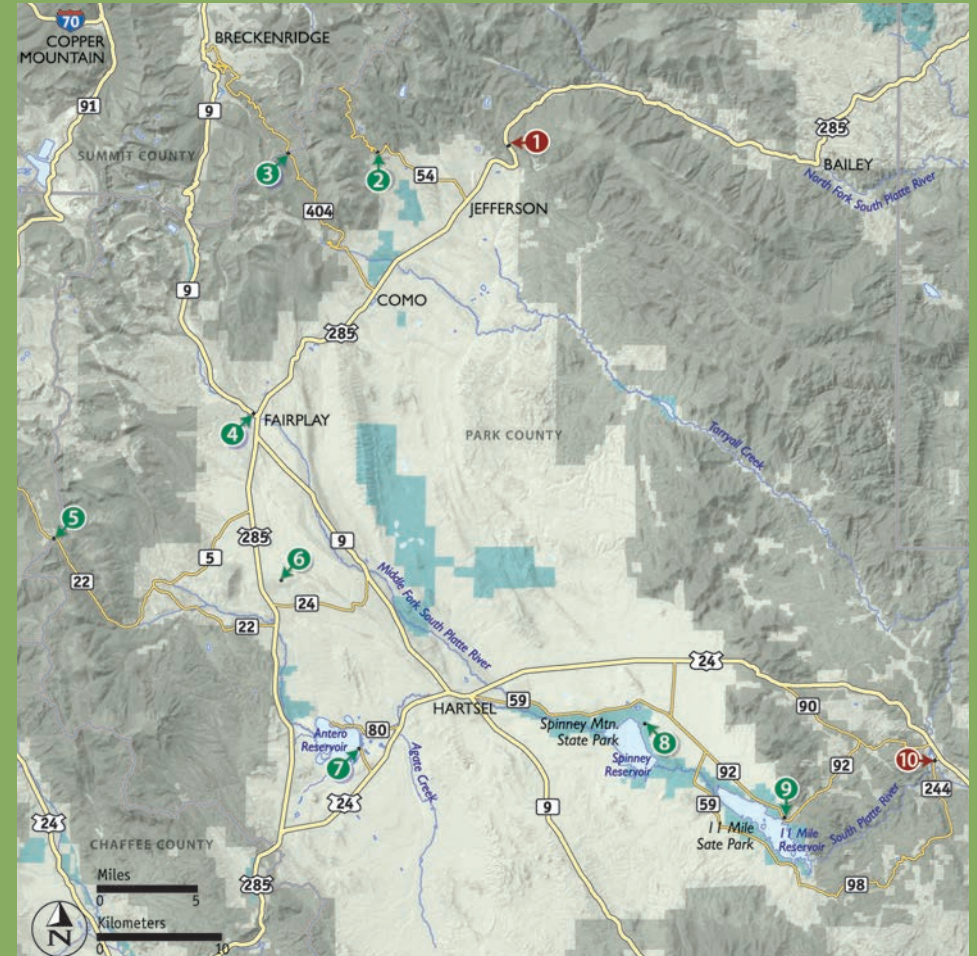 70
COPPER
MOUNTAIN
BRECKENRIDGE
91
9
285
1
SUMMIT COUNTY
BAILEY
3
2
54
North Fork South Platte River
404
JEFFERSON
9
COMO
285
4
FAIRPLAY
PARK COUNTY
Tarryall Creek
5
285
9
5
6
22
Middle Fork South Platte River
24
22
24
59
HARTSEL
90
Spinney Mtn.
State Park
80
Antero
Reservoir
8
7
Spinney
Reservoir
92
92
10
Agate Creek
9
244
24
59
South Platte River
9
11 Mile
Sate Park
11 Mile
Reservoir
24
CHAFFEE COUNTY
285
98
Miles
0 5
Kilometers
0 10
N